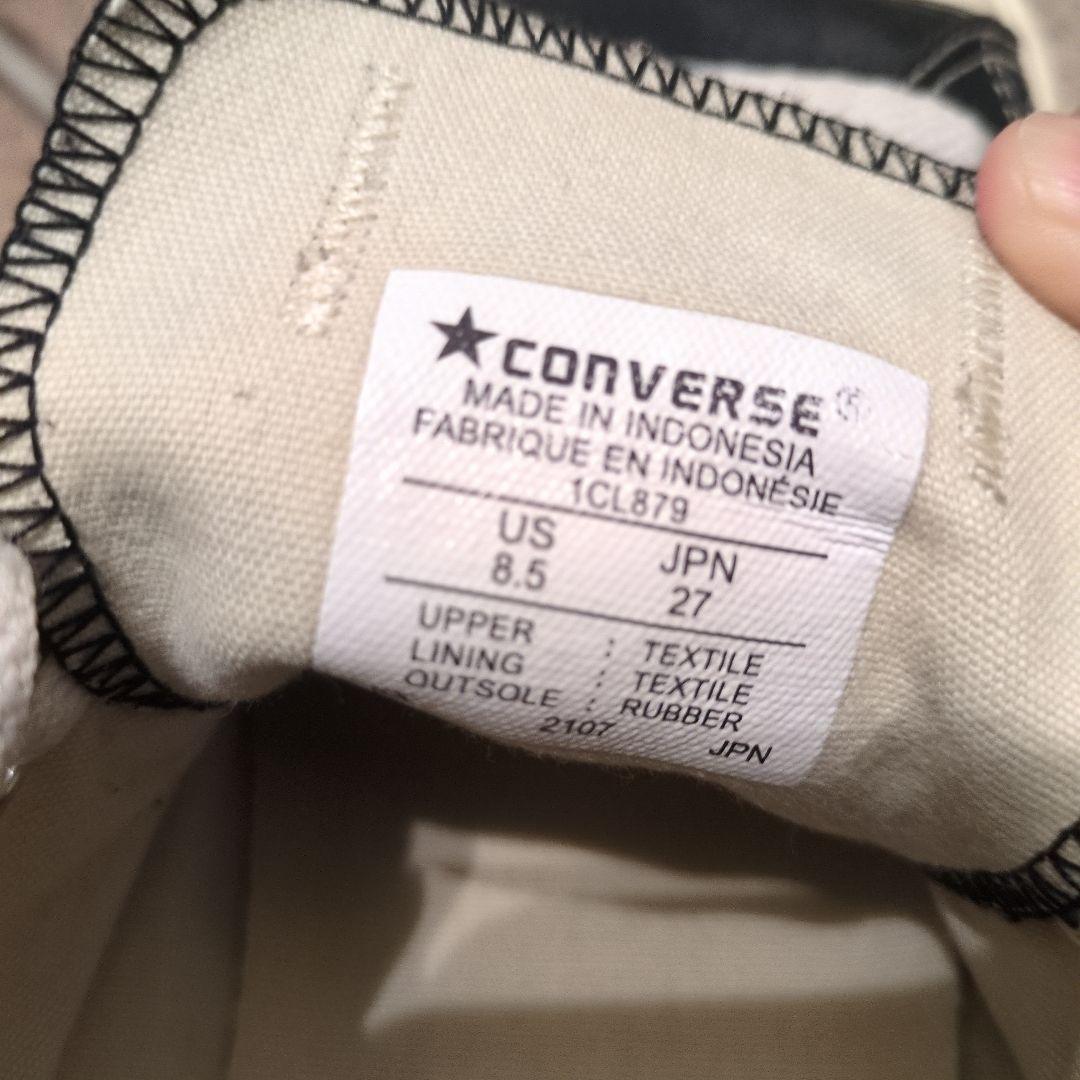 ★CONVERSE®
MADE IN INDONESIA
FABRIQUE EN INDONÉSIE
1CL879
US JPN
8.5 27
UPPER : TEXTILE
LINING : TEXTILE
OUTSOLE : RUBBER
2107 JPN